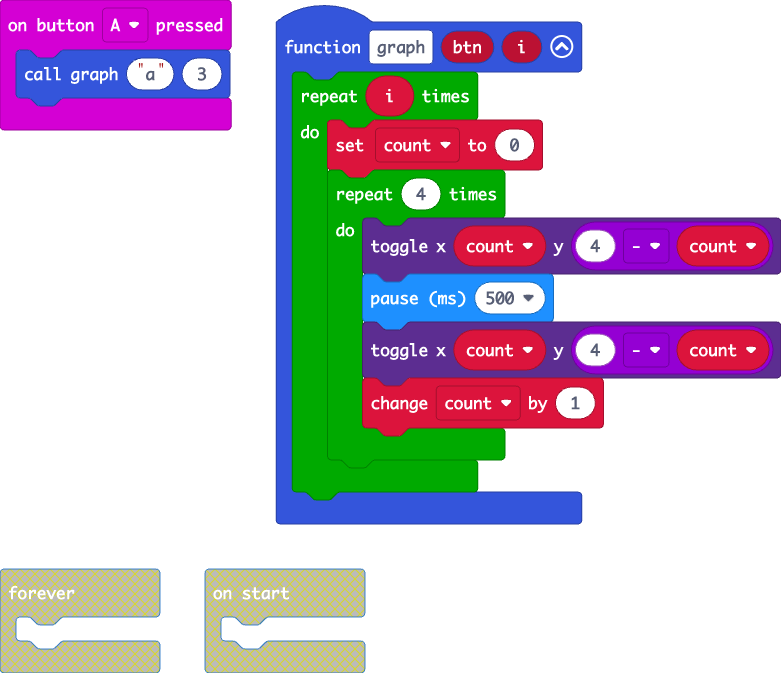 on button A pressed
call graph "a" 3
function graph btn i
repeat i times
do
set count to 0
repeat 4 times
do
toggle x count y 4 - count
pause (ms) 500
toggle x count y 4 - count
change count by 1
forever
on start